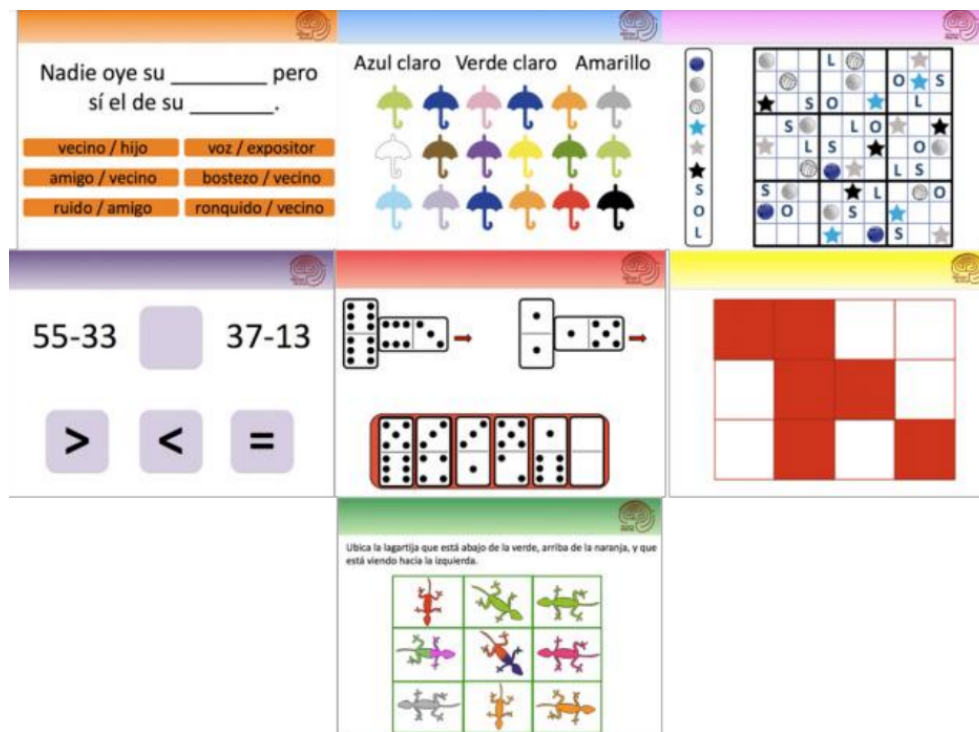 Nadie oye su _________ pero
sí el de su ________.
vecino / hijo
voz / expositor
amigo / vecino
bostezo / vecino
ruido / amigo
ronquido / vecino
Azul claro Verde claro Amarillo
S
O
L
L
O S
S O L
S L O
L S O
L S
S L O
O S
S
55-33 37-13
> < =
Ubica la lagartija que está abajo de la verde, arriba de la naranja, y que
está viendo hacia la izquierda.